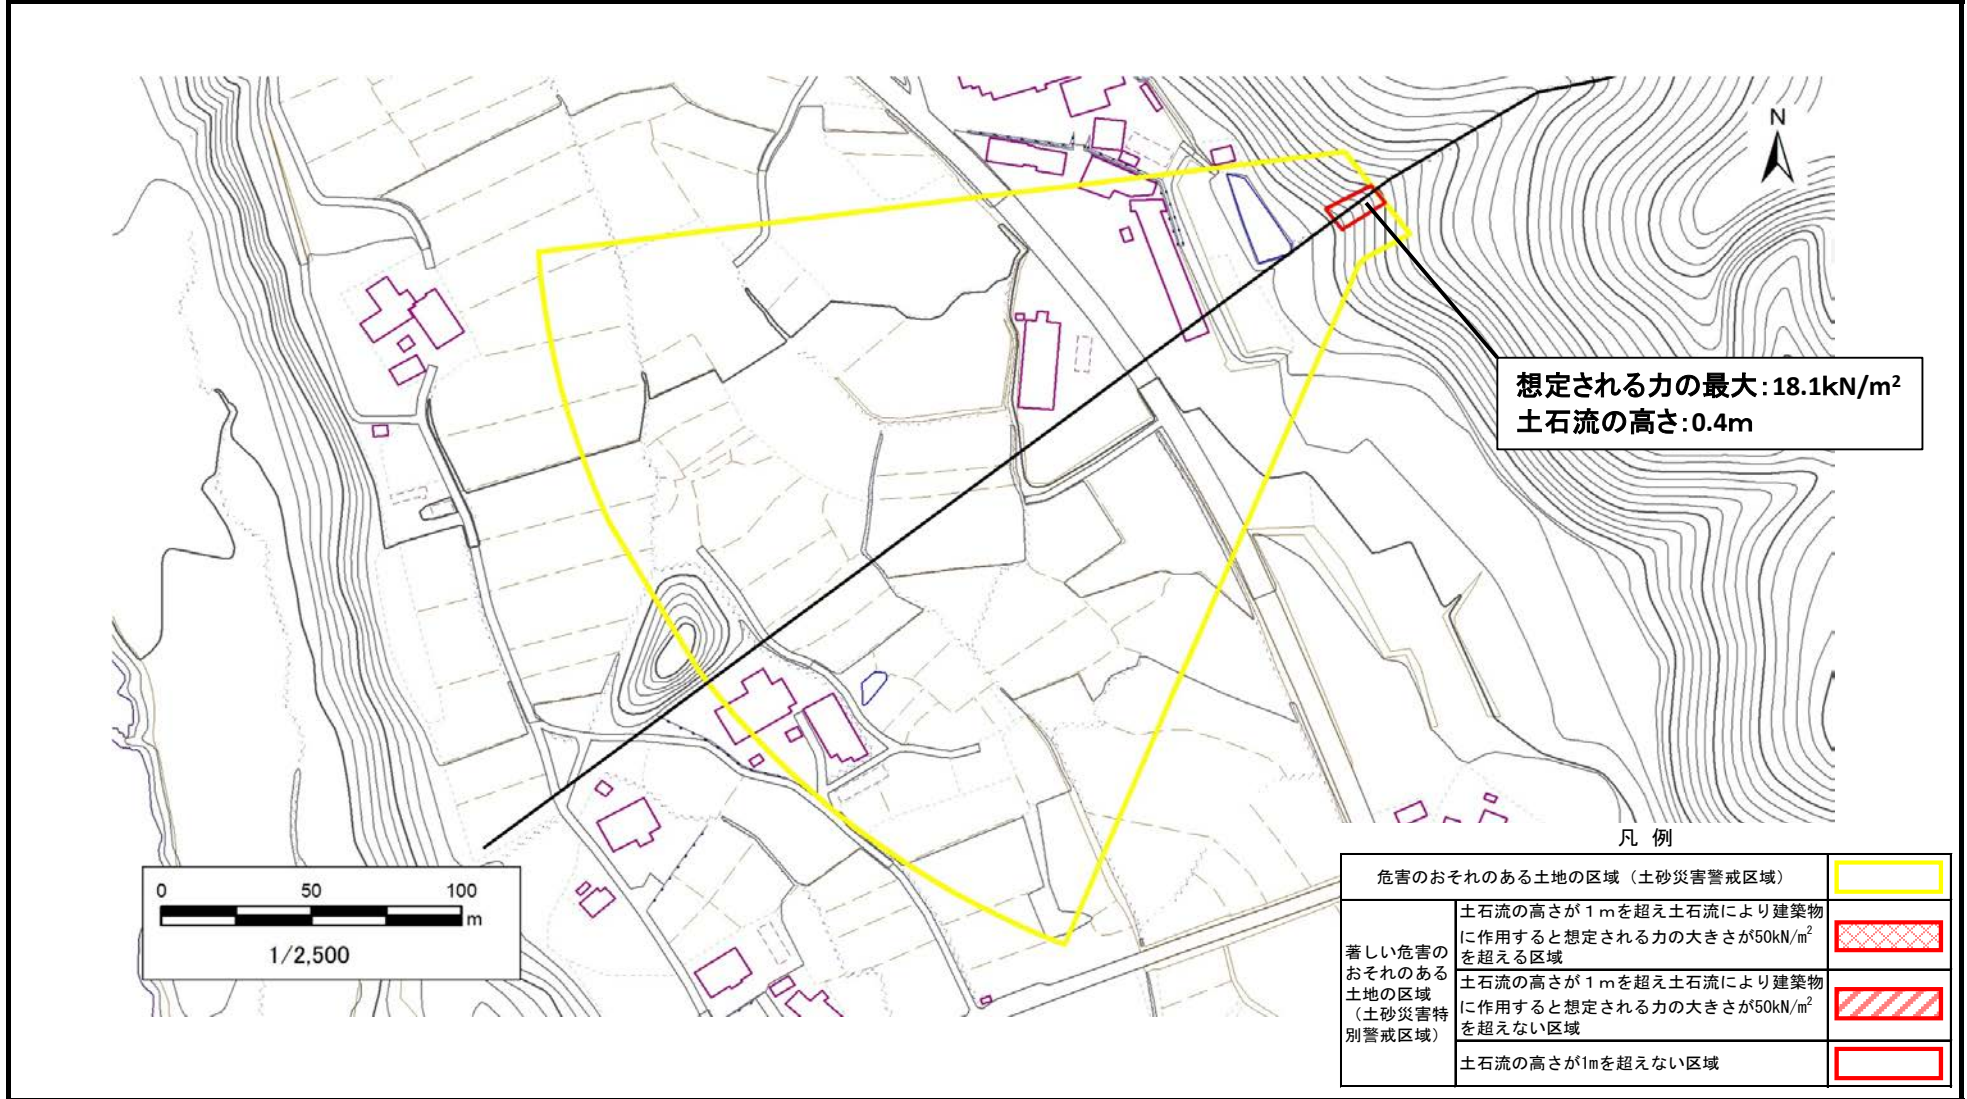 N
想定される力の最大：18.1kN/m²
土石流の高さ：0.4m
0 50 100
m
1/2,500
凡 例
危害のおそれのある土地の区域（土砂災害警戒区域）
著しい危害の
おそれのある
土地の区域
（土砂災害特
別警戒区域）
土石流の高さが１ｍを超え土石流により建築物
に作用すると想定される力の大きさが50kN/m²
を超える区域
土石流の高さが１ｍを超え土石流により建築物
に作用すると想定される力の大きさが50kN/m²
を超えない区域
土石流の高さが1mを超えない区域